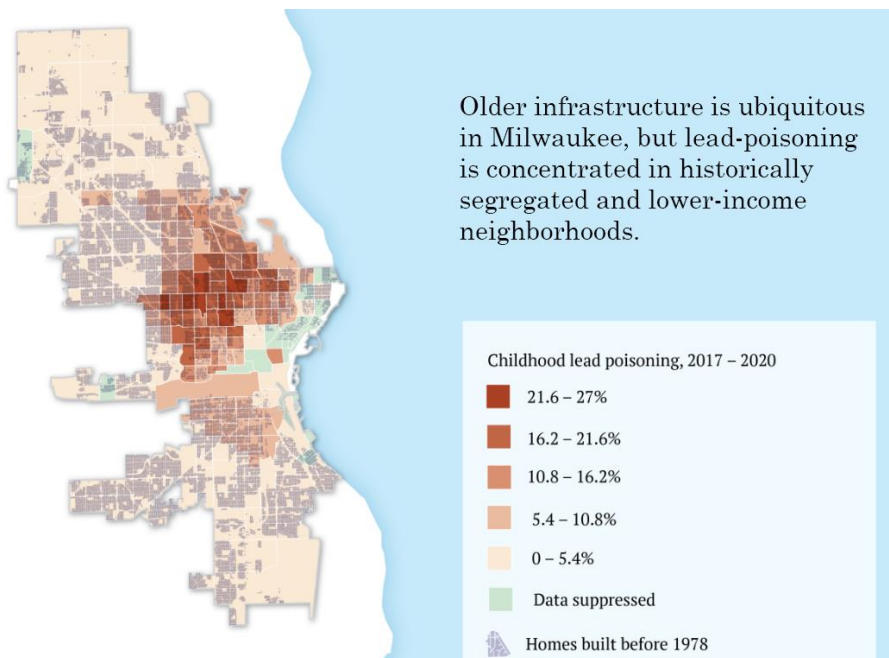 Older infrastructure is ubiquitous
in Milwaukee, but lead-poisoning
is concentrated in historically
segregated and lower-income
neighborhoods.
Childhood lead poisoning, 2017 – 2020
21.6 – 27%
16.2 – 21.6%
10.8 – 16.2%
5.4 – 10.8%
0 – 5.4%
Data suppressed
Homes built before 1978